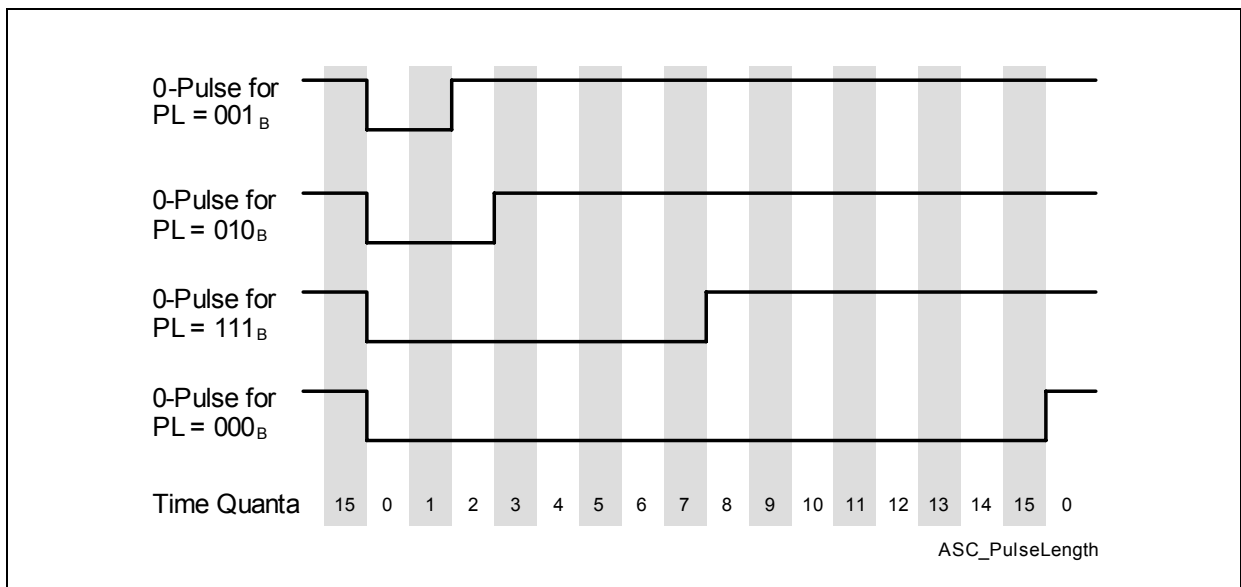 0-Pulse for
PL = 001 B
0-Pulse for
PL = 010B
0-Pulse for
PL = 111B
0-Pulse for
PL = 000B
Time Quanta 15 0 1 2 3 4 5 6 7 8 9 10 11 12 13 14 15 0
ASC_PulseLength